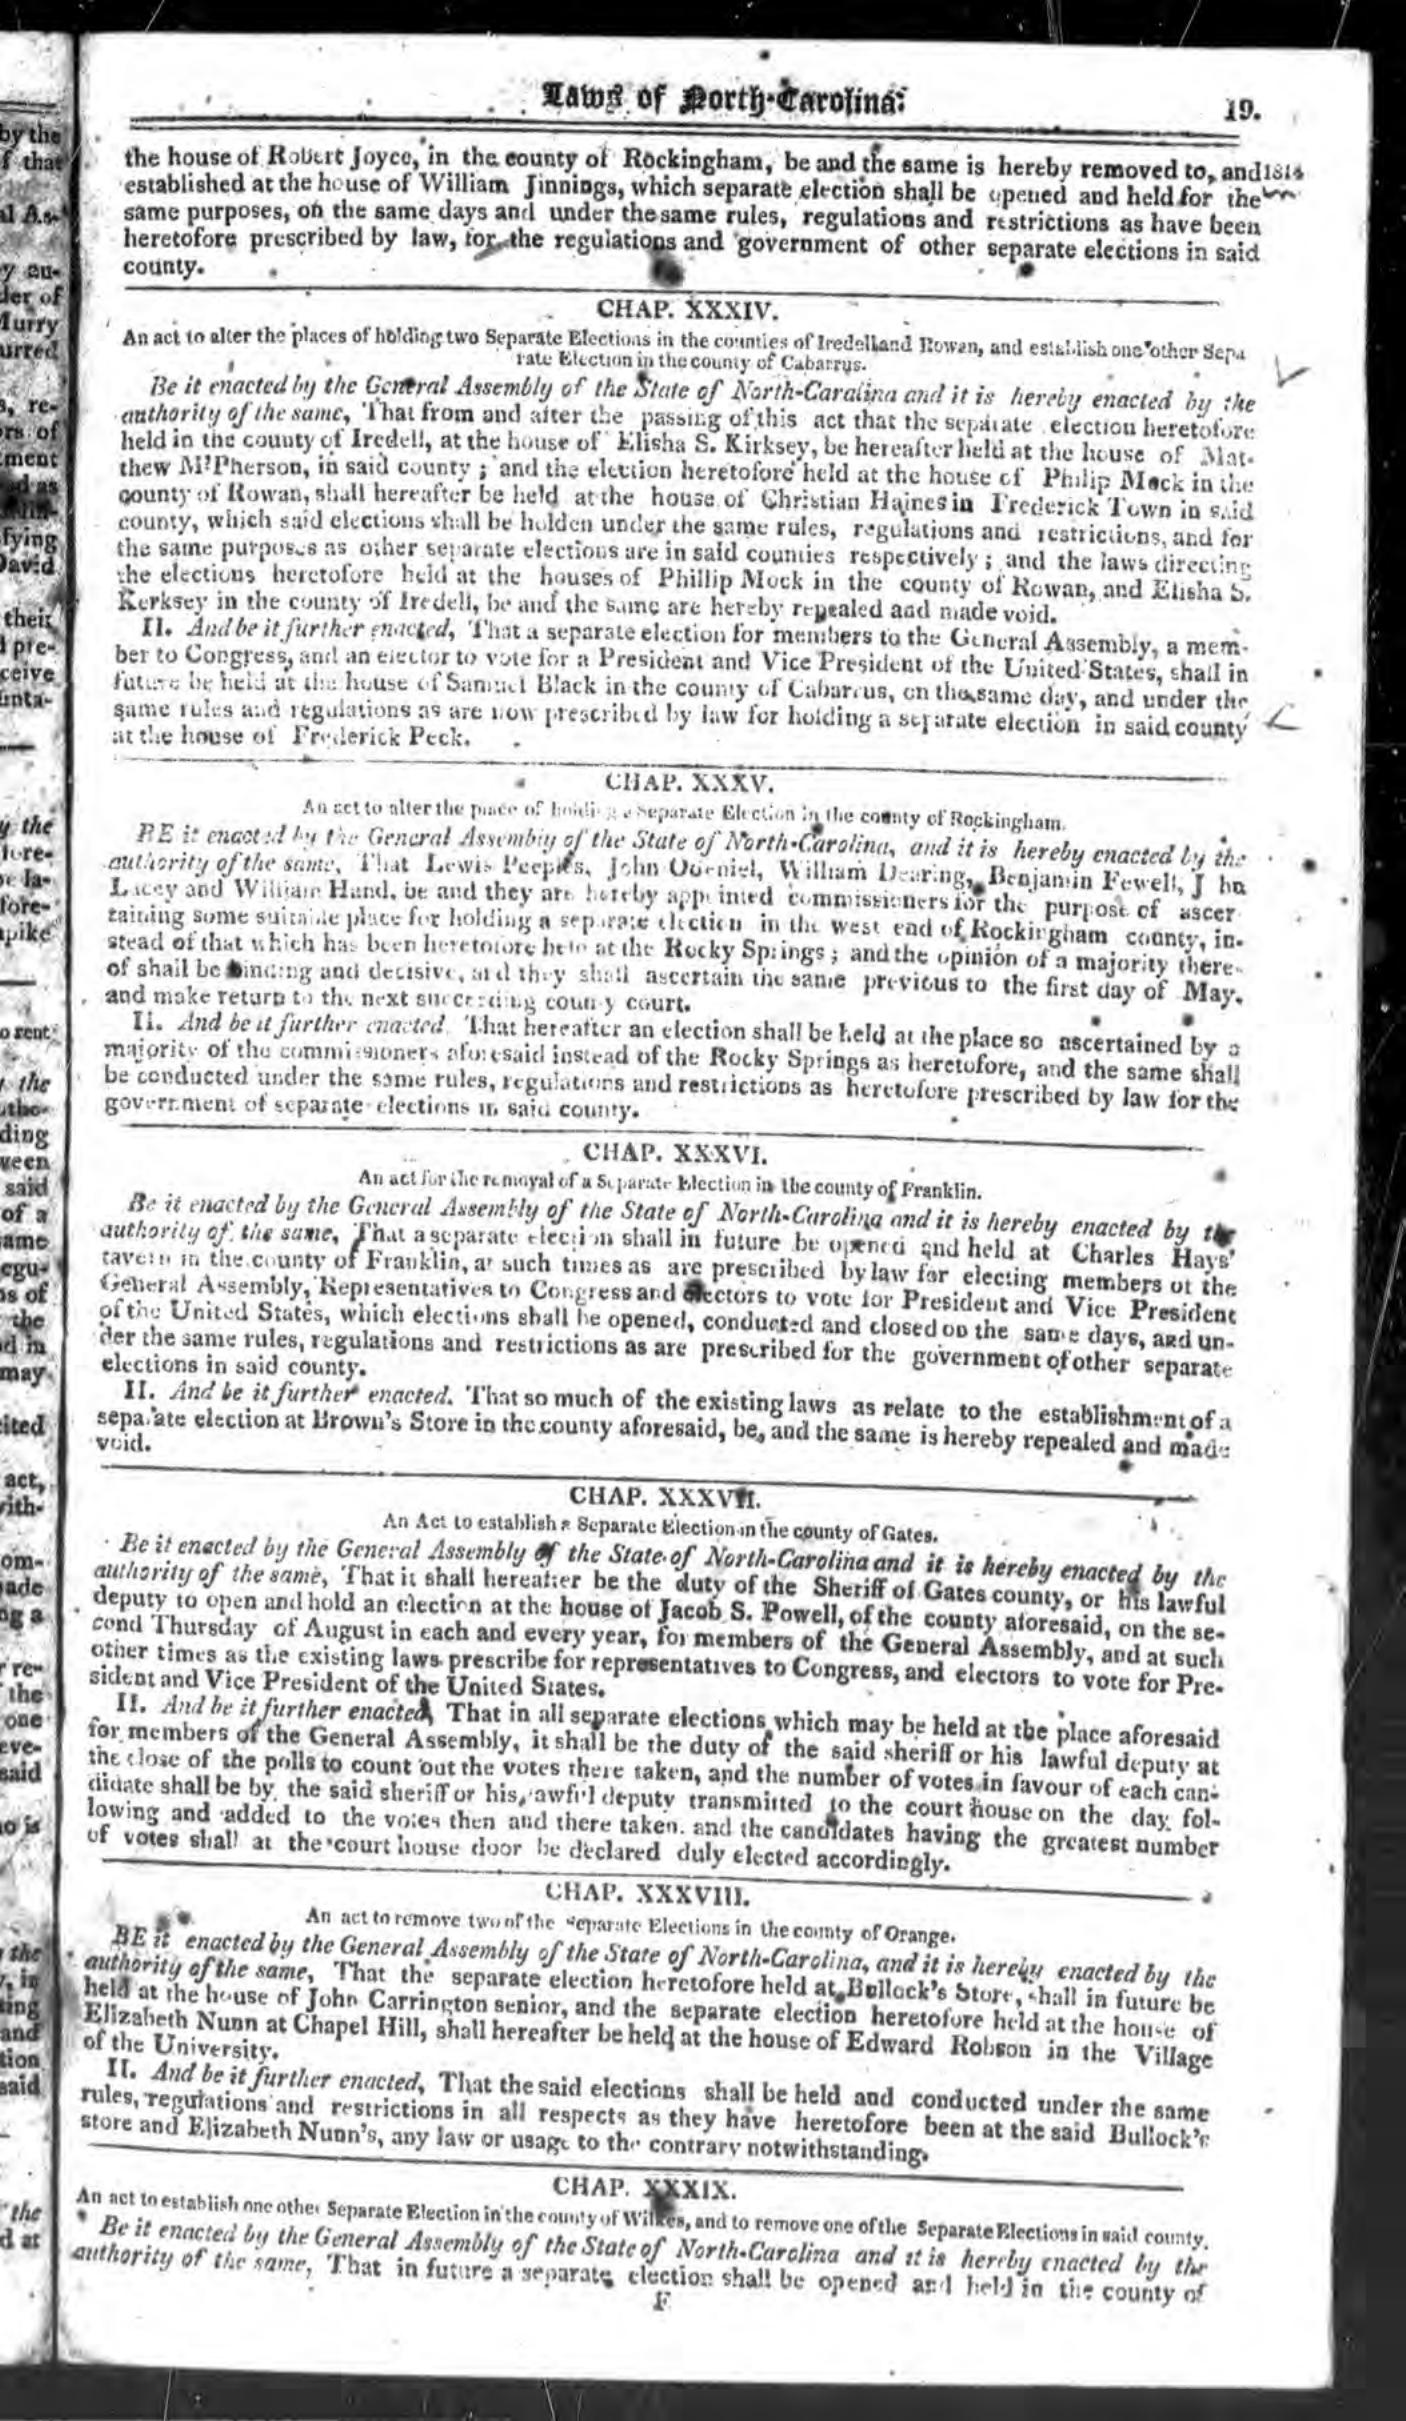 Laws of North-Carolina.
19.
the house of Robert Joyce, in the county of Rockingham, be and the same is hereby removed to, and 1814
established at the house of William Jinnings, which separate election shall be opened and held for the
same purposes, on the same days and under the same rules, regulations and restrictions as have been
heretofore prescribed by law, for the regulations and government of other separate elections in said
county.
CHAP. XXXIV.
An act to alter the places of holding two Separate Elections in the counties of Iredell and Rowan, and establish one other Sepa
rate Election in the county of Cabarrus.
Be it enacted by the General Assembly of the State of North-Carolina and it is hereby enacted by the
authority of the same, That from and after the passing of this act that the separate election heretofore
held in the county of Iredell, at the house of Elisha S. Kirksey, be hereafter held at the house of Mat-
thew M'Pherson, in said county; and the election heretofore held at the house of Philip Mock in the
county of Rowan, shall hereafter be held at the house of Christian Haines in Frederick Town in said
county, which said elections shall be holden under the same rules, regulations and restrictions, and for
the same purposes as other separate elections are in said counties respectively; and the laws directing
the elections heretofore held at the houses of Phillip Mock in the county of Rowan, and Elisha S.
Kerksey in the county of Iredell, be and the same are hereby repealed and made void.
II. And be it further enacted, That a separate election for members to the General Assembly, a mem-
ber to Congress, and an elector to vote for a President and Vice President of the United States, shall in
future be held at the house of Samuel Black in the county of Cabarrus, on the same day, and under the
same rules and regulations as are now prescribed by law for holding a separate election in said county
at the house of Frederick Peck.
CHAP. XXXV.
An act to alter the place of holding a Separate Election in the county of Rockingham.
BE it enacted by the General Assembly of the State of North-Carolina, and it is hereby enacted by the
authority of the same, That Lewis Peeples, John Odeniel, William Dearing, Benjamin Fewell, J hn
Lacey and William Hand, be and they are hereby appointed commissioners for the purpose of ascer
taining some suitable place for holding a separate election in the west end of Rockingham county, in-
stead of that which has been heretofore held at the Rocky Springs; and the opinion of a majority there-
of shall be binding and decisive, and they shall ascertain the same previous to the first day of May,
and make return to the next succeeding county court.
II. And be it further enacted. That hereafter an election shall be held at the place so ascertained by a
majority of the commissioners aforesaid instead of the Rocky Springs as heretofore, and the same shall
be conducted under the same rules, regulations and restrictions as heretofore prescribed by law for the
government of separate elections in said county.
CHAP. XXXVI.
An act for the removal of a Separate Election in the county of Franklin.
Be it enacted by the General Assembly of the State of North-Carolina and it is hereby enacted by the
authority of the same, That a separate election shall in future be opened and held at Charles Hays'
tavern in the county of Franklin, at such times as are prescribed by law for electing members of the
General Assembly, Representatives to Congress and electors to vote for President and Vice President
of the United States, which elections shall be opened, conducted and closed on the same days, and un-
der the same rules, regulations and restrictions as are prescribed for the government of other separate
elections in said county.
II. And be it further enacted. That so much of the existing laws as relate to the establishment of a
separate election at Brown's Store in the county aforesaid, be, and the same is hereby repealed and made
void.
CHAP. XXXVII.
An Act to establish a Separate Election in the county of Gates.
Be it enacted by the General Assembly of the State of North-Carolina and it is hereby enacted by the
authority of the same, That it shall hereafter be the duty of the Sheriff of Gates county, or his lawful
deputy to open and hold an election at the house of Jacob S. Powell, of the county aforesaid, on the se-
cond Thursday of August in each and every year, for members of the General Assembly, and at such
other times as the existing laws prescribe for representatives to Congress, and electors to vote for Pre-
sident and Vice President of the United States.
II. And be it further enacted, That in all separate elections which may be held at the place aforesaid
for members of the General Assembly, it shall be the duty of the said sheriff or his lawful deputy at
the close of the polls to count out the votes there taken, and the number of votes in favour of each can-
didate shall be by the said sheriff or his lawful deputy transmitted to the court house on the day fol-
lowing and added to the votes then and there taken. and the candidates having the greatest number
of votes shall at the court house door be declared duly elected accordingly.
CHAP. XXXVIII.
An act to remove two of the Separate Elections in the county of Orange.
BE it enacted by the General Assembly of the State of North-Carolina, and it is hereby enacted by the
authority of the same, That the separate election heretofore held at Bullock's Store, shall in future be
held at the house of John Carrington senior, and the separate election heretofore held at the house of
Elizabeth Nunn at Chapel Hill, shall hereafter be held at the house of Edward Robson in the Village
of the University.
II. And be it further enacted, That the said elections shall be held and conducted under the same
rules, regulations and restrictions in all respects as they have heretofore been at the said Bullock's
store and Elizabeth Nunn's, any law or usage to the contrary notwithstanding.
CHAP. XXXIX.
An act to establish one other Separate Election in the county of Wilkes, and to remove one of the Separate Elections in said county.
Be it enacted by the General Assembly of the State of North-Carolina and it is hereby enacted by the
authority of the same, That in future a separate election shall be opened and held in the county of
F